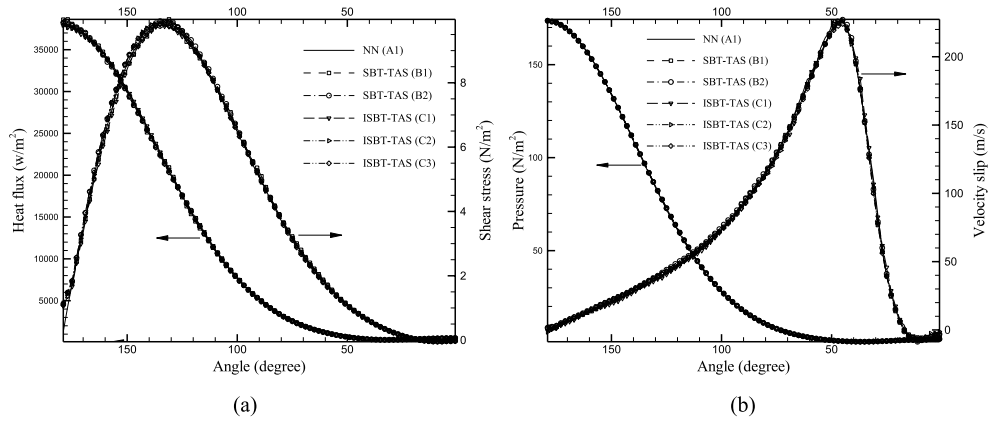 150 100 50
35000
30000
25000
20000
15000
10000
5000
Heat flux (w/m²)
NN (A1)
SBT-TAS (B1)
SBT-TAS (B2)
ISBT-TAS (C1)
ISBT-TAS (C2)
ISBT-TAS (C3)
8
6
4
2
0
Shear stress (N/m²)
150 100 50
Angle (degree)
(a)
150 100 50
150
100
50
Pressure (N/m²)
NN (A1)
SBT-TAS (B1)
SBT-TAS (B2)
ISBT-TAS (C1)
ISBT-TAS (C2)
ISBT-TAS (C3)
200
150
100
50
0
Velocity slip (m/s)
150 100 50
Angle (degree)
(b)